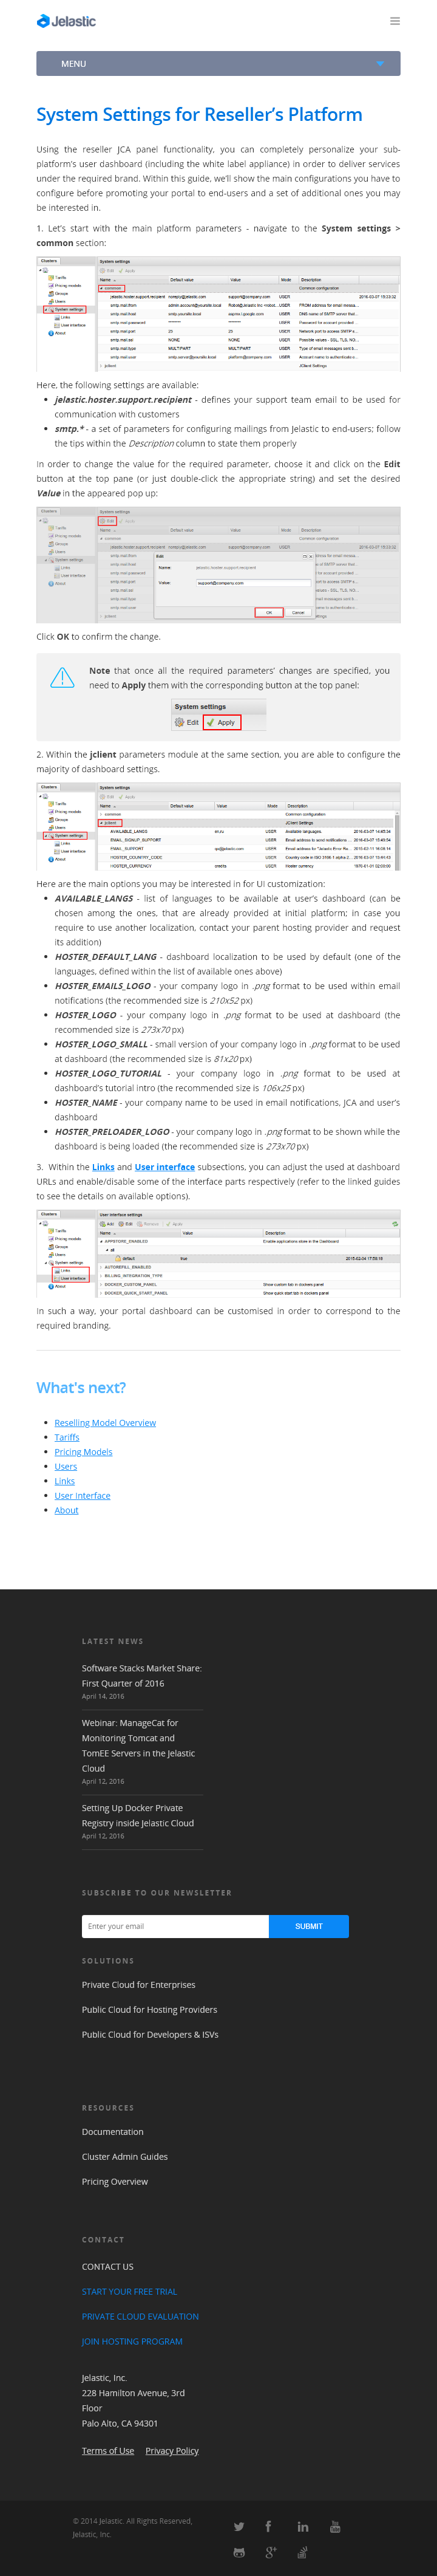 Jelastic
MENU
System Settings for Reseller's Platform
Using the reseller JCA panel functionality, you can completely personalize your sub-
platform's user dashboard (including the white label appliance) in order to deliver services
under the required brand. Within this guide, we'll show the main configurations you have to
configure before promoting your portal to end-users and a set of additional ones you may
be interested in.
1. Let's start with the main platform parameters - navigate to the System settings >
common section:
Here, the following settings are available:
jelastic.hoster.support.recipient - defines your support team email to be used for
communication with customers
smtp.* - a set of parameters for configuring mailings from Jelastic to end-users; follow
the tips within the Description column to state them properly
In order to change the value for the required parameter, choose it and click on the Edit
button at the top pane (or just double-click the appropriate string) and set the desired
Value in the appeared pop up:
Click OK to confirm the change.
Note that once all the required parameters' changes are specified, you
need to Apply them with the corresponding button at the top panel:
System settings
Edit Apply
2. Within the jclient parameters module at the same section, you are able to configure the
majority of dashboard settings.
Here are the main options you may be interested in for UI customization:
AVAILABLE_LANGS - list of languages to be available at user's dashboard (can be
chosen among the ones, that are already provided at initial platform; in case you
require to use another localization, contact your parent hosting provider and request
its addition)
HOSTER_DEFAULT_LANG - dashboard localization to be used by default (one of the
languages, defined within the list of available ones above)
HOSTER_EMAILS_LOGO - your company logo in .png format to be used within email
notifications (the recommended size is 210x52 px)
HOSTER_LOGO - your company logo in .png format to be used at dashboard (the
recommended size is 273x70 px)
HOSTER_LOGO_SMALL - small version of your company logo in .png format to be used
at dashboard (the recommended size is 81x20 px)
HOSTER_LOGO_TUTORIAL - your company logo in .png format to be used at
dashboard's tutorial intro (the recommended size is 106x25 px)
HOSTER_NAME - your company name to be used in email notifications, JCA and user's
dashboard
HOSTER_PRELOADER_LOGO - your company logo in .png format to be shown while the
dashboard is being loaded (the recommended size is 273x70 px)
3. Within the Links and User interface subsections, you can adjust the used at dashboard
URLs and enable/disable some of the interface parts respectively (refer to the linked guides
to see the details on available options).
In such a way, your portal dashboard can be customised in order to correspond to the
required branding.
What's next?
Reselling Model Overview
Tariffs
Pricing Models
Users
Links
User Interface
About
LATEST NEWS
Software Stacks Market Share:
First Quarter of 2016
April 14, 2016
Webinar: ManageCat for
Monitoring Tomcat and
TomEE Servers in the Jelastic
Cloud
April 12, 2016
Setting Up Docker Private
Registry inside Jelastic Cloud
April 12, 2016
SUBSCRIBE TO OUR NEWSLETTER
Enter your email SUBMIT
SOLUTIONS
Private Cloud for Enterprises
Public Cloud for Hosting Providers
Public Cloud for Developers & ISVs
RESOURCES
Documentation
Cluster Admin Guides
Pricing Overview
CONTACT
CONTACT US
START YOUR FREE TRIAL
PRIVATE CLOUD EVALUATION
JOIN HOSTING PROGRAM
Jelastic, Inc.
228 Hamilton Avenue, 3rd
Floor
Palo Alto, CA 94301
Terms of Use Privacy Policy
© 2014 Jelastic. All Rights Reserved,
Jelastic, Inc.